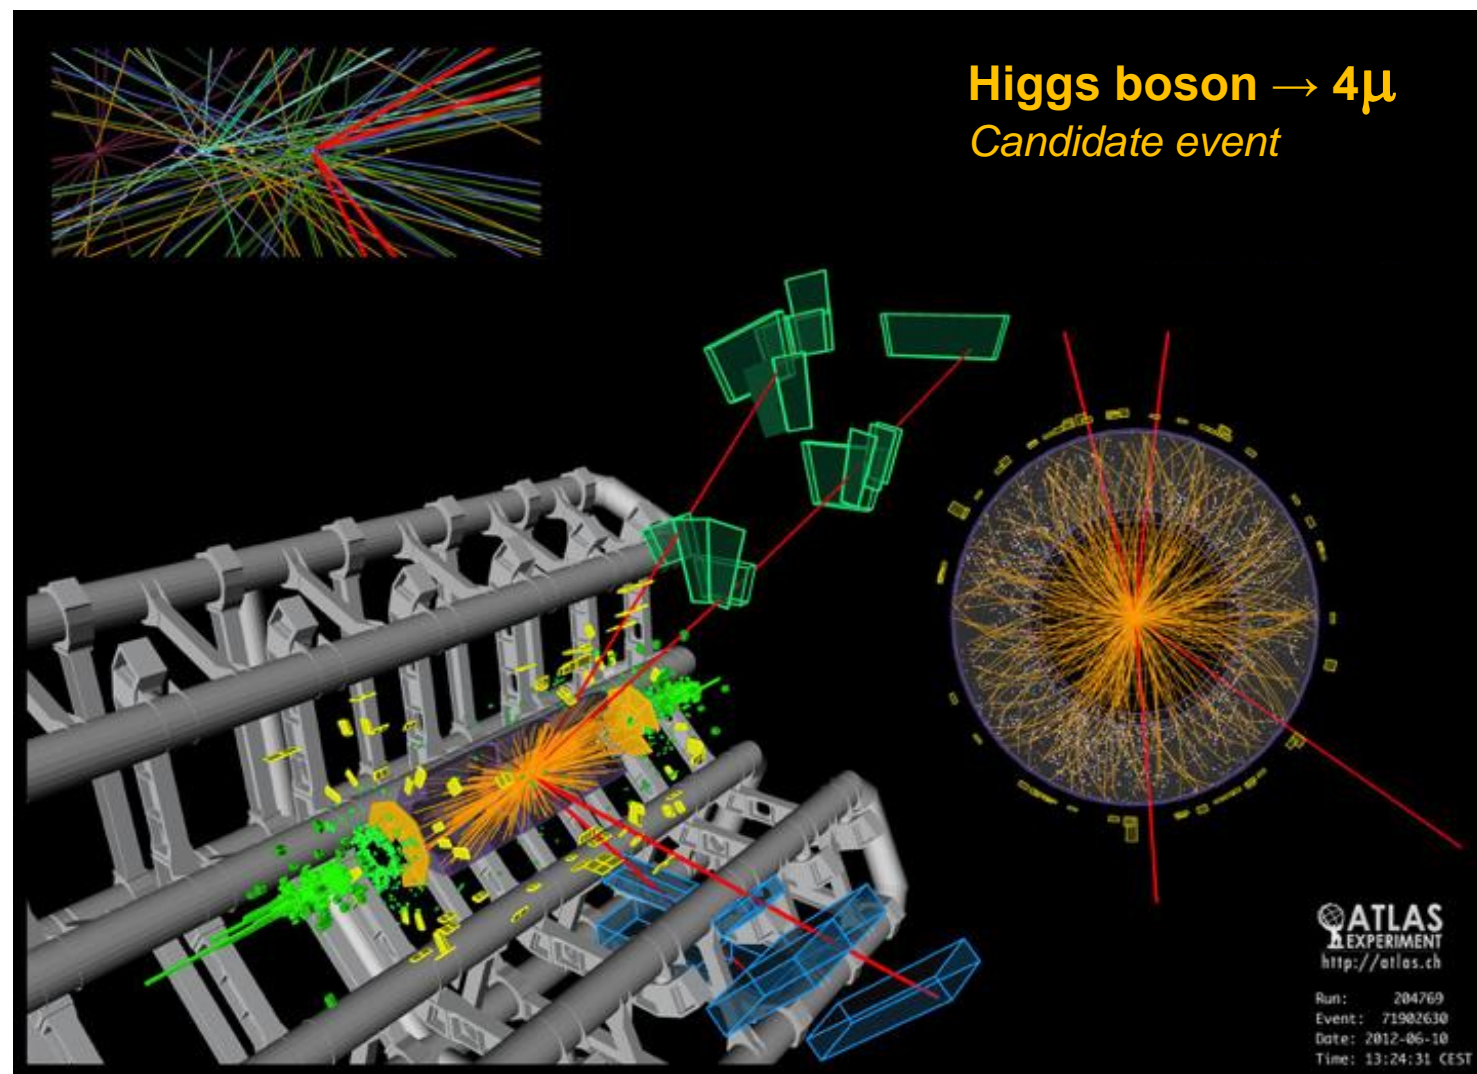 Higgs boson → 4μ
Candidate event
ATLAS
EXPERIMENT
http://atlas.ch
Run: 204769
Event: 71902630
Date: 2012-06-10
Time: 13:24:31 CEST